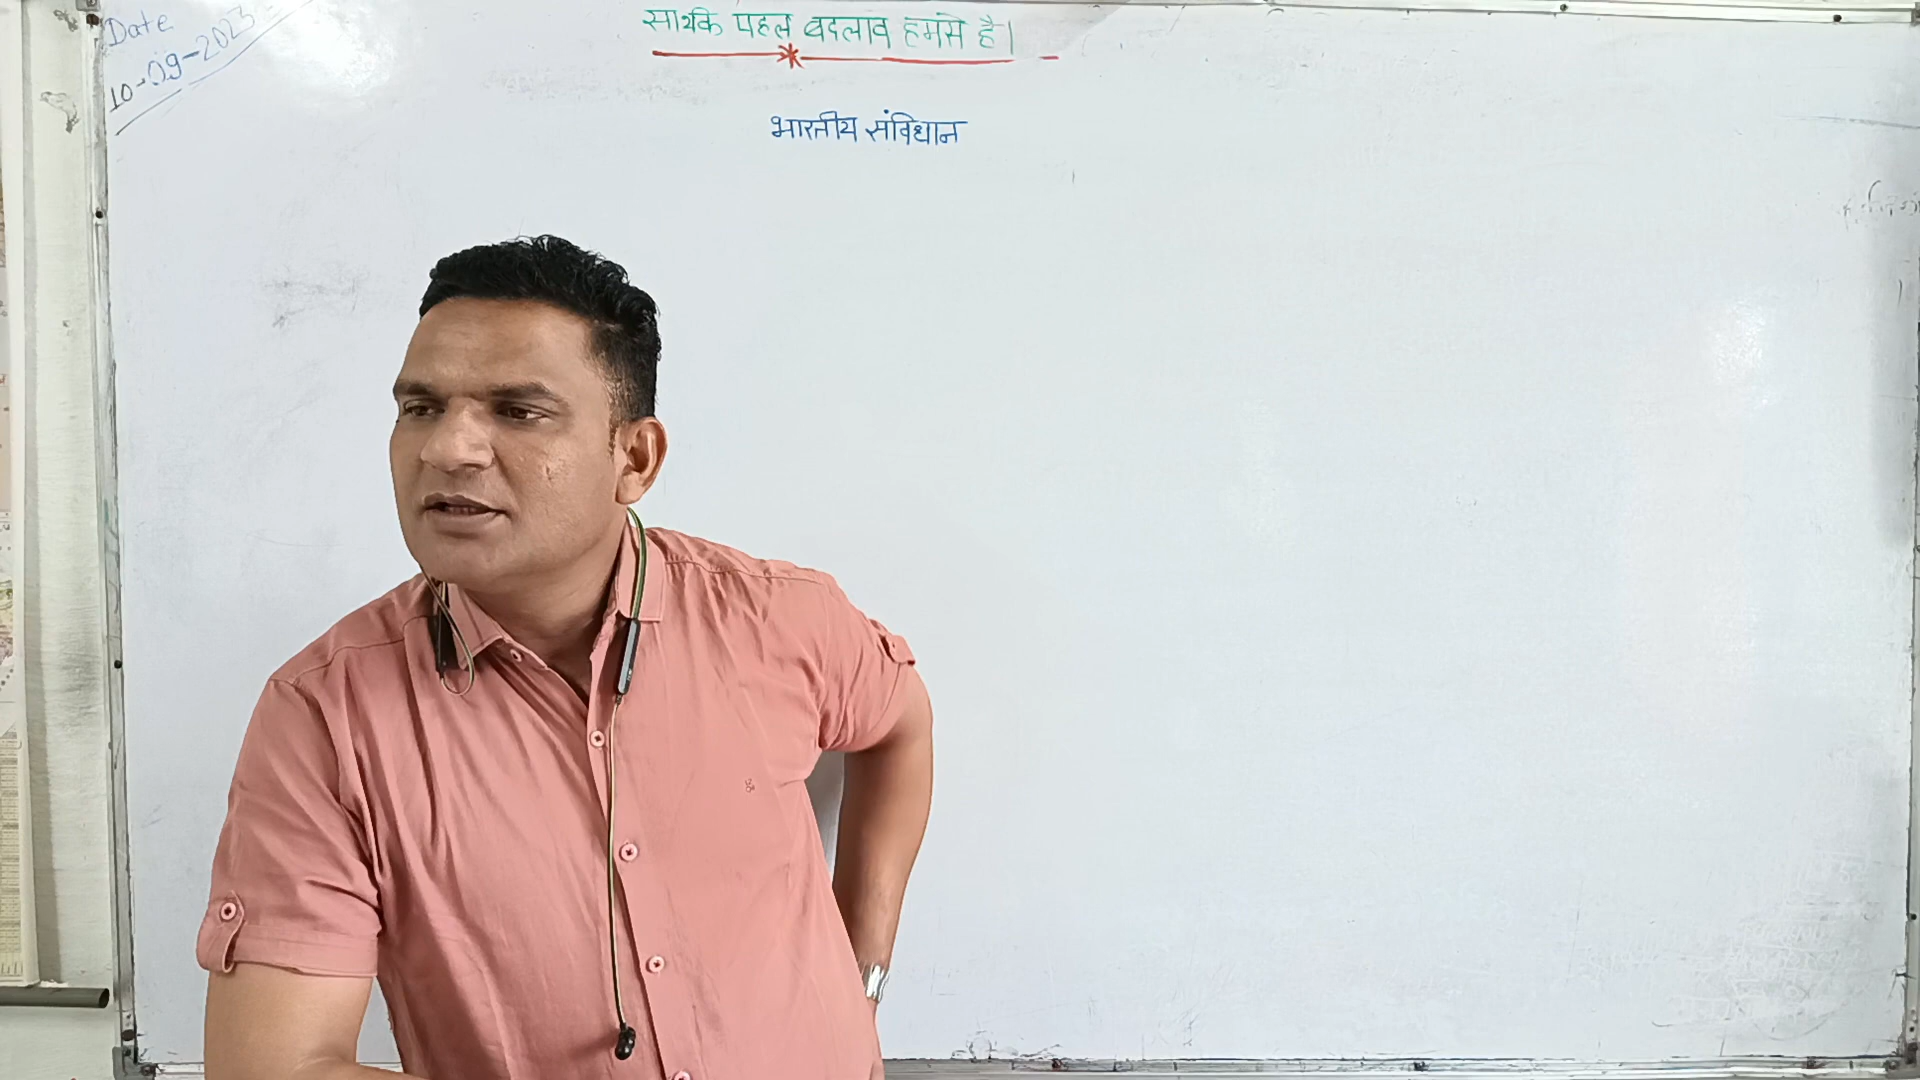 Date
10-09-2023
सार्थक पहल बदलाव हमसे है।
भारतीय संविधान